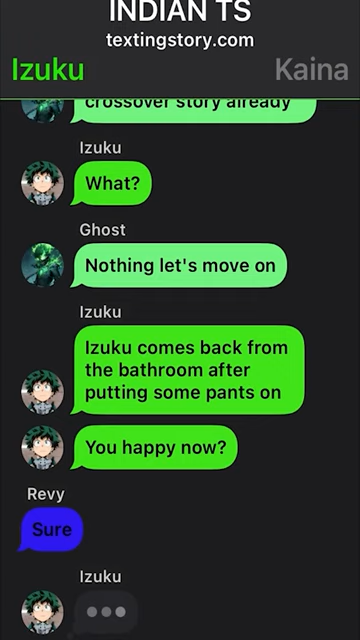 INDIAN TS
textingstory.com
Izuku Kaina
crossover story already
Izuku
What?
Ghost
Nothing let's move on
Izuku
Izuku comes back from
the bathroom after
putting some pants on
You happy now?
Revy
Sure
Izuku